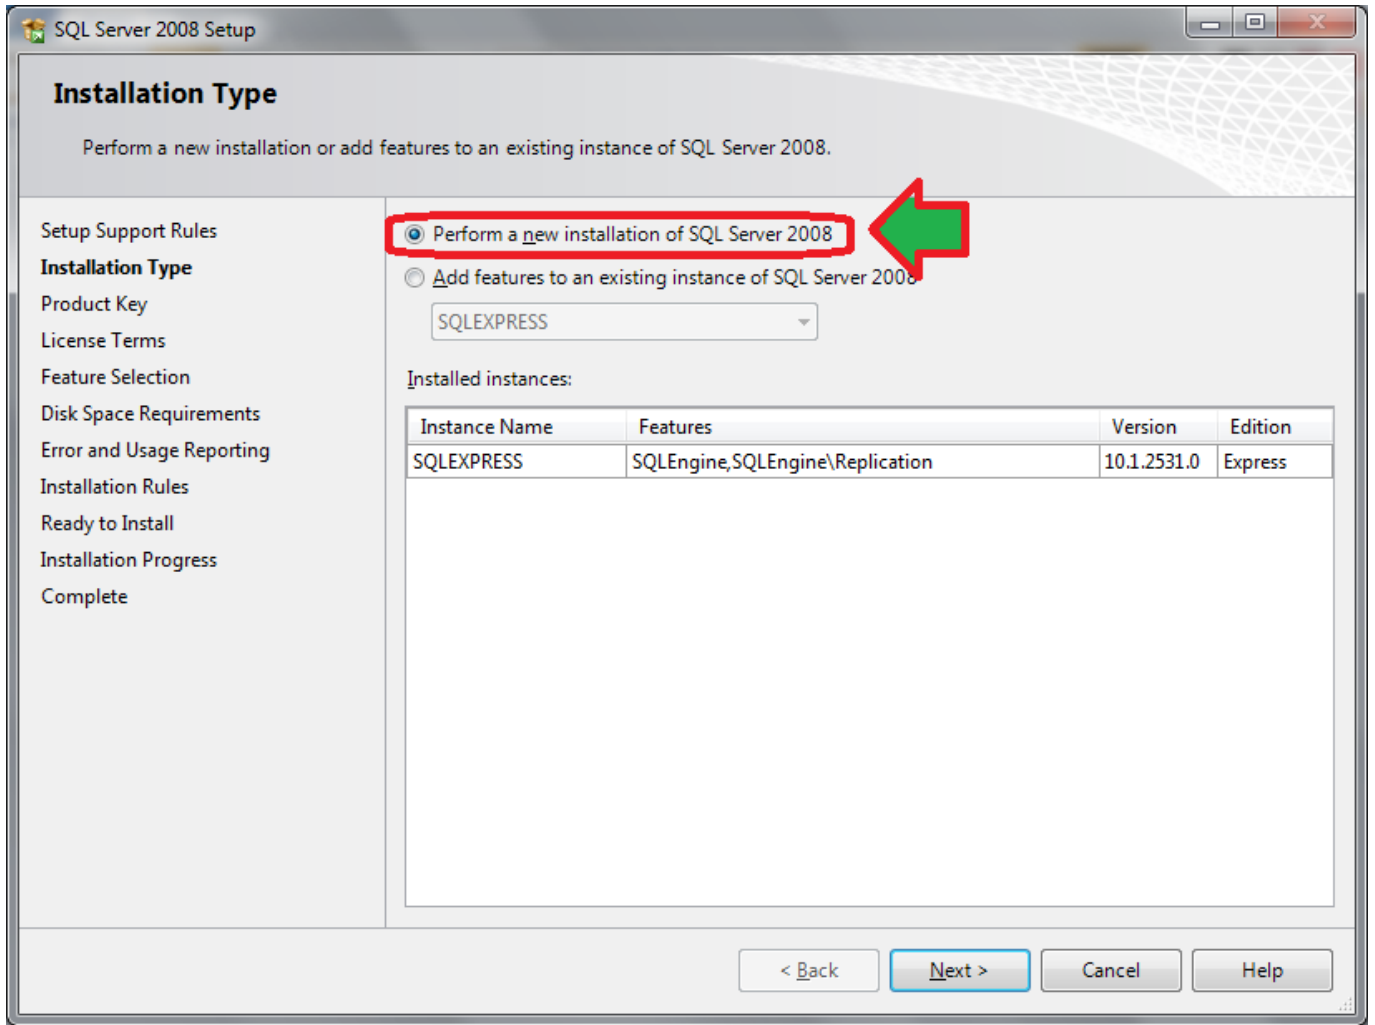 SQL Server 2008 Setup
Installation Type
Perform a new installation or add features to an existing instance of SQL Server 2008.
Setup Support Rules
Installation Type
Product Key
License Terms
Feature Selection
Disk Space Requirements
Error and Usage Reporting
Installation Rules
Ready to Install
Installation Progress
Complete
Perform a new installation of SQL Server 2008
Add features to an existing instance of SQL Server 2008
SQLEXPRESS
Installed instances:
Instance Name Features Version Edition
SQLEXPRESS SQLEngine,SQLEngine\Replication 10.1.2531.0 Express
< Back Next > Cancel Help